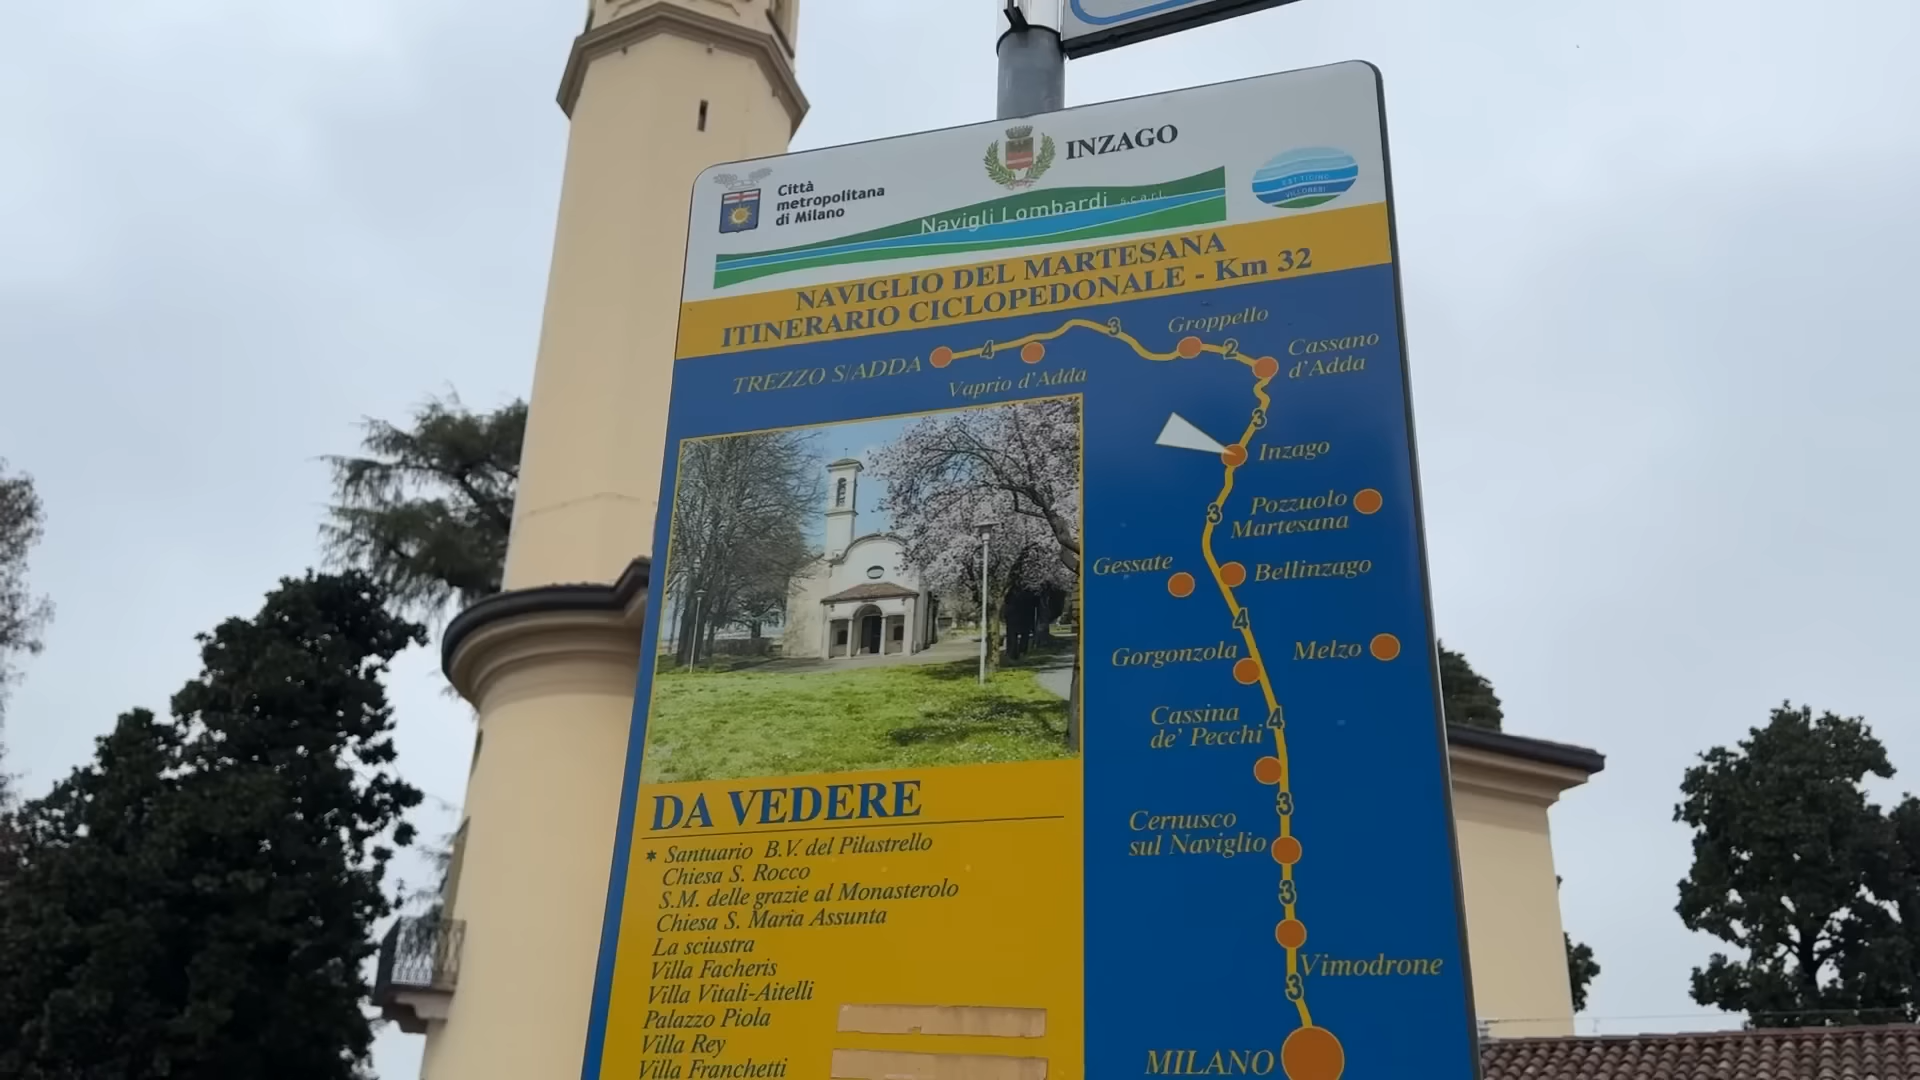 INZAGO
Città
metropolitana
di Milano
Navigli Lombardi s.c.a.r.l.
EST TICINO
VILLORESI
NAVIGLIO DEL MARTESANA
ITINERARIO CICLOPEDONALE - Km 32
TREZZO S/ADDA
4
Vaprio d'Adda
3
Groppello
2
Cassano
d'Adda
3
Inzago
3
Pozzuolo
Martesana
Gessate
Bellinzago
4
Gorgonzola
Melzo
4
Cassina
de' Pecchi
3
Cernusco
sul Naviglio
3
Vimodrone
3
MILANO
DA VEDERE
* Santuario B.V. del Pilastrello
Chiesa S. Rocco
S.M. delle grazie al Monasterolo
Chiesa S. Maria Assunta
La sciustra
Villa Facheris
Villa Vitali-Aitelli
Palazzo Piola
Villa Rey
Villa Franchetti